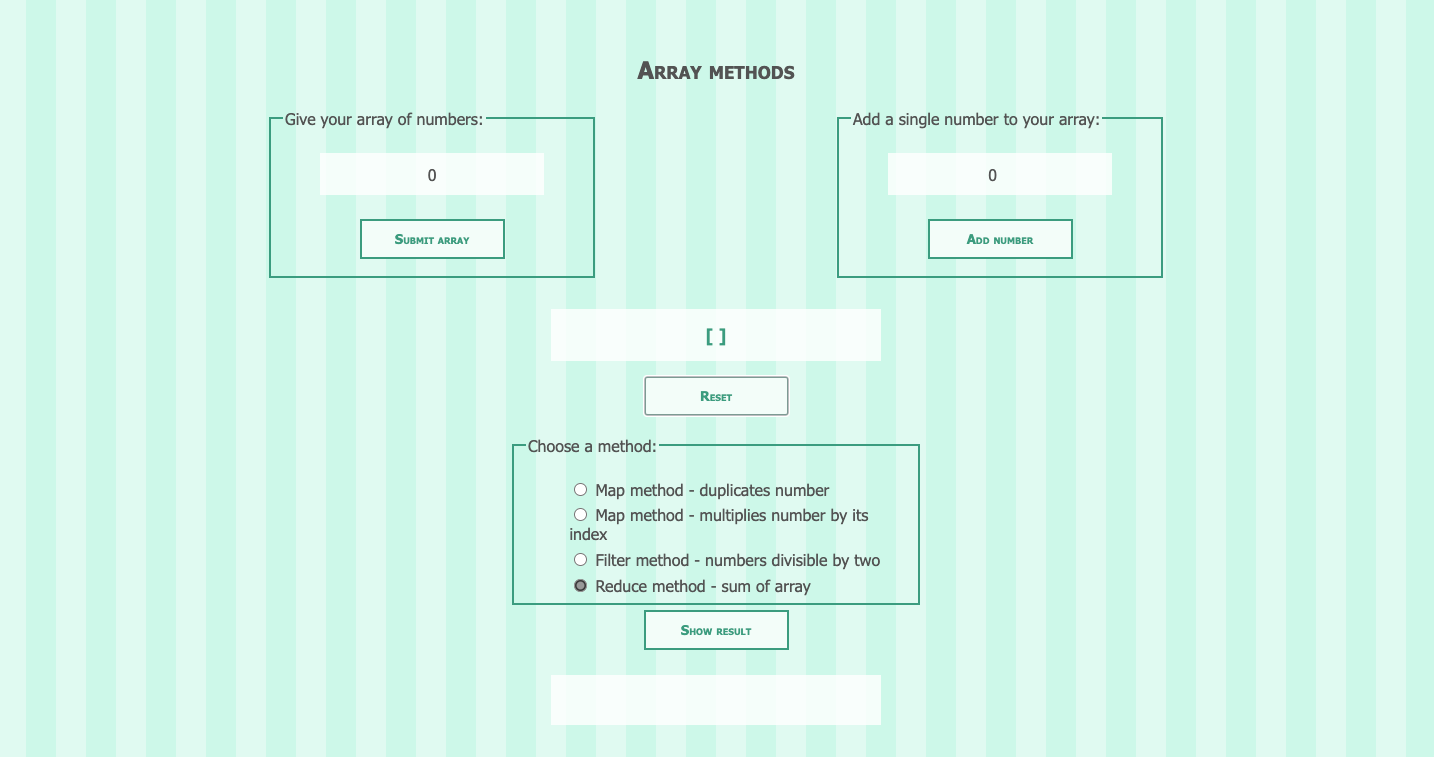 Array methods
Give your array of numbers:
Add a single number to your array:
0
0
Submit array
Add number
[ ]
Reset
Choose a method:
Map method - duplicates number
Map method - multiplies number by its
index
Filter method - numbers divisible by two
Reduce method - sum of array
Show result